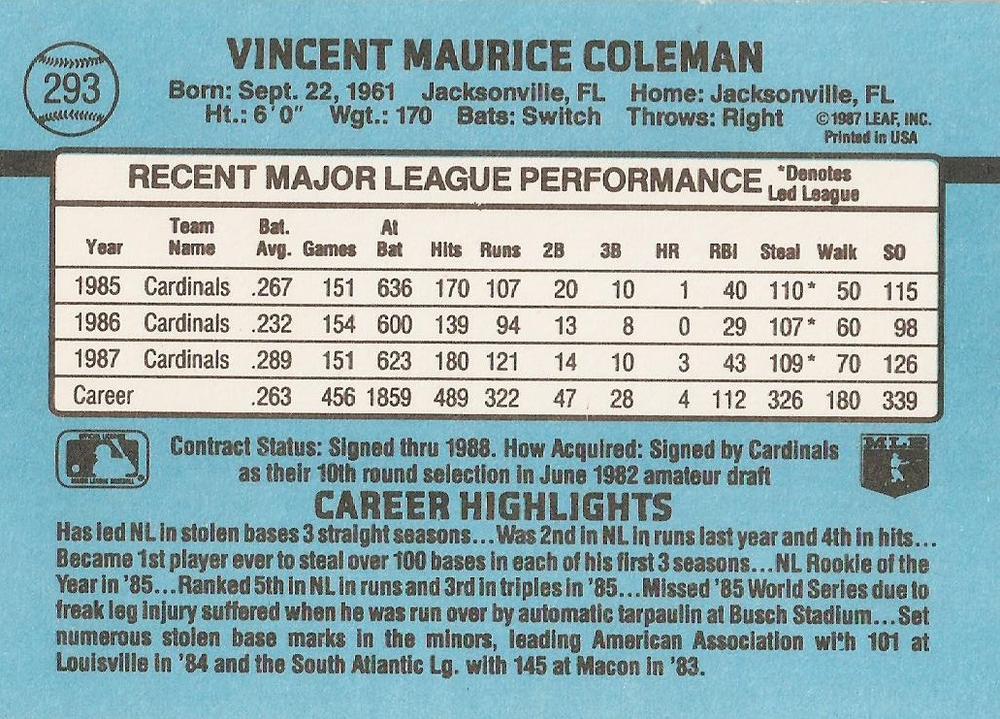 293
VINCENT MAURICE COLEMAN
Born: Sept. 22, 1961 Jacksonville, FL Home: Jacksonville, FL
Ht.: 6'0" Wgt.: 170 Bats: Switch Throws: Right ©1987 LEAF, INC.
Printed in USA
RECENT MAJOR LEAGUE PERFORMANCE *Denotes Led League
Year Team Name Bat. Avg. Games At Bat Hits Runs 2B 3B HR RBI Steal Walk SO
1985 Cardinals .267 151 636 170 107 20 10 1 40 110* 50 115
1986 Cardinals .232 154 600 139 94 13 8 0 29 107* 60 98
1987 Cardinals .289 151 623 180 121 14 10 3 43 109* 70 126
Career .263 456 1859 489 322 47 28 4 112 326 180 339
Contract Status: Signed thru 1988. How Acquired: Signed by Cardinals
as their 10th round selection in June 1982 amateur draft
CAREER HIGHLIGHTS
Has led NL in stolen bases 3 straight seasons...Was 2nd in NL in runs last year and 4th in hits...
Became 1st player ever to steal over 100 bases in each of his first 3 seasons...NL Rookie of the
Year in '85...Ranked 5th in NL in runs and 3rd in triples in '85...Missed '85 World Series due to
freak leg injury suffered when he was run over by automatic tarpaulin at Busch Stadium...Set
numerous stolen base marks in the minors, leading American Association with 101 at
Louisville in '84 and the South Atlantic Lg. with 145 at Macon in '83.